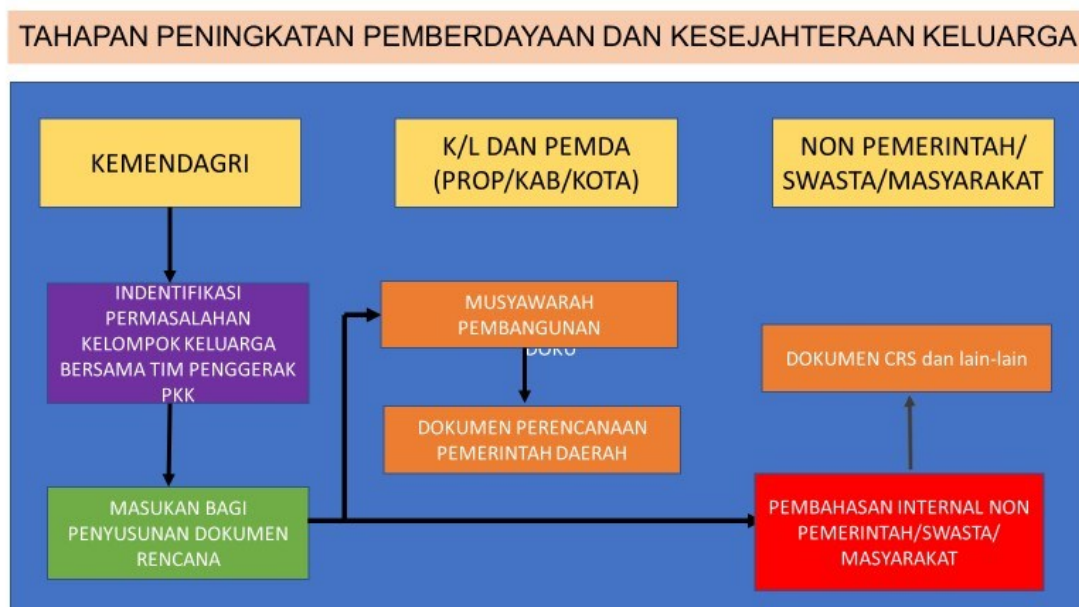 TAHAPAN PENINGKATAN PEMBERDAYAAN DAN KESEJAHTERAAN KELUARGA
KEMENDAGRI
K/L DAN PEMDA
(PROP/KAB/KOTA)
NON PEMERINTAH/
SWASTA/MASYARAKAT
INDENTIFIKASI
PERMASALAHAN
KELOMPOK KELUARGA
BERSAMA TIM PENGGERAK
PKK
MUSYAWARAH
PEMBANGUNAN
DOKU
DOKUMEN CRS dan lain-lain
DOKUMEN PERENCANAAN
PEMERINTAH DAERAH
MASUKAN BAGI
PENYUSUNAN DOKUMEN
RENCANA
PEMBAHASAN INTERNAL NON
PEMERINTAH/SWASTA/
MASYARAKAT